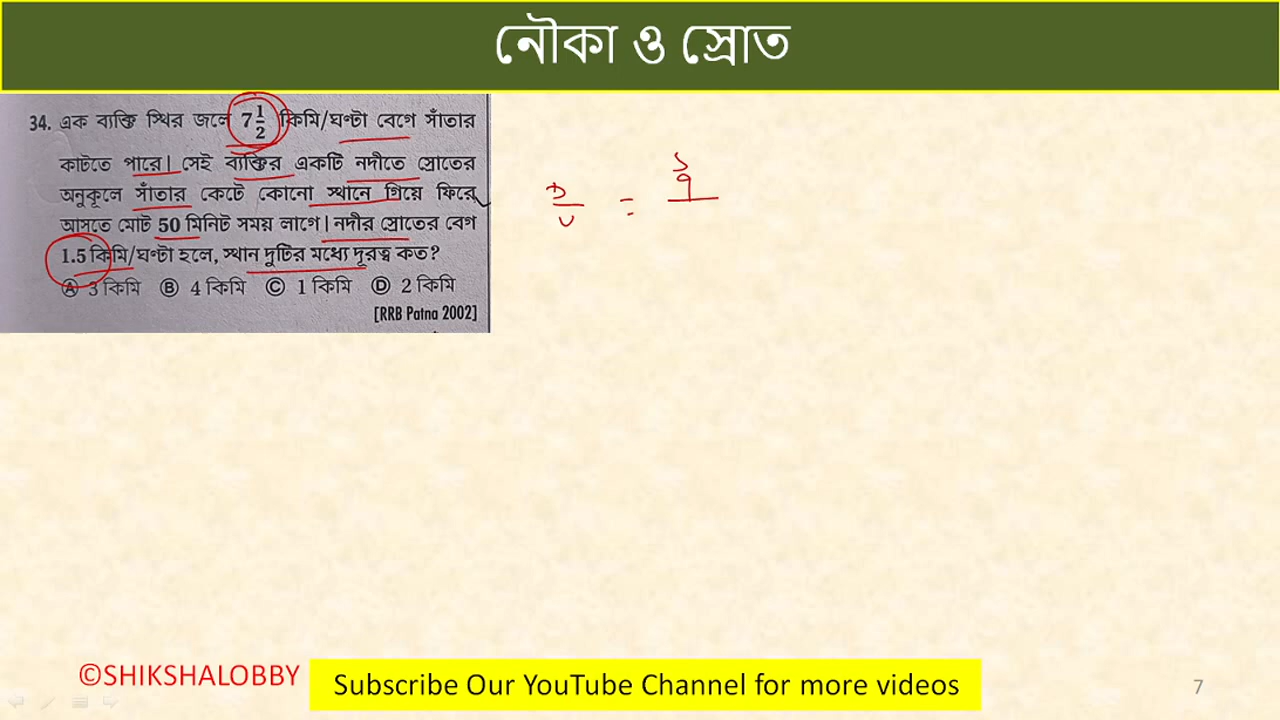 নৌকা ও স্রোত
34. এক ব্যক্তি স্থির জলে 7 1/2 কিমি/ঘণ্টা বেগে সাঁতার
কাটতে পারে। সেই ব্যক্তির একটি নদীতে স্রোতের
অনুকূলে সাঁতার কেটে কোনো স্থানে গিয়ে ফিরে
আসতে মোট 50 মিনিট সময় লাগে। নদীর স্রোতের বেগ
1.5 কিমি/ঘণ্টা হলে, স্থান দুটির মধ্যে দূরত্ব কত?
Ⓐ 3 কিমি Ⓑ 4 কিমি Ⓒ 1 কিমি Ⓓ 2 কিমি
[RRB Patna 2002]
©SHIKSHALOBBY
Subscribe Our YouTube Channel for more videos
7